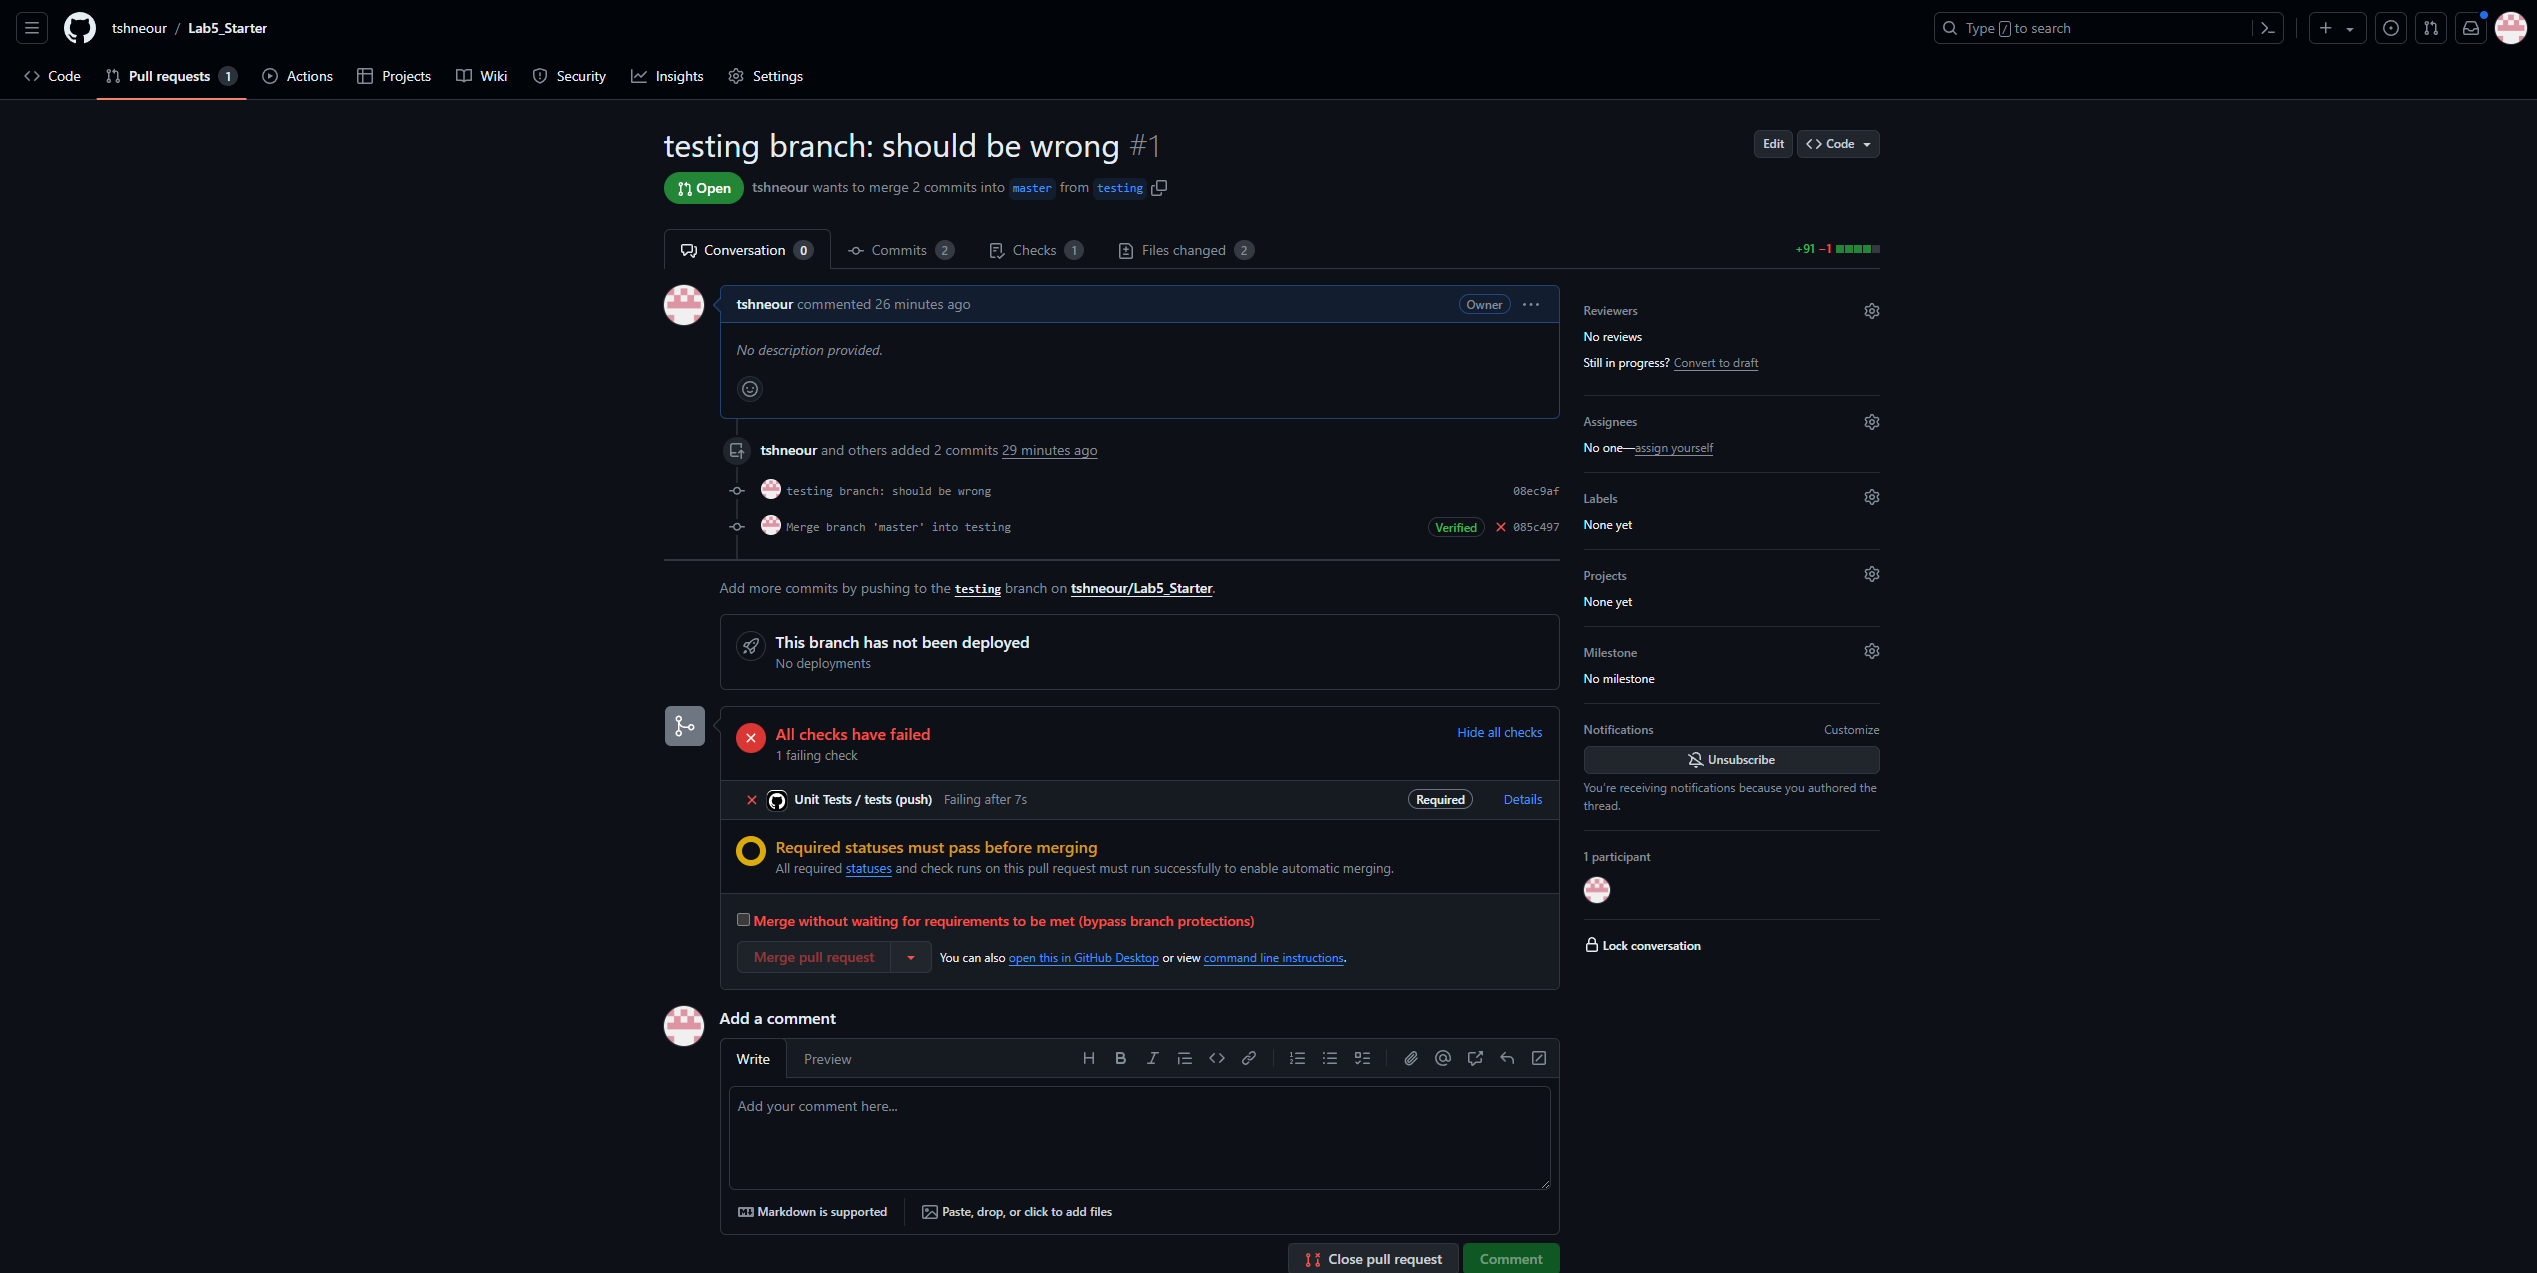 tshneour / Lab5_Starter
Type / to search
Code Pull requests 1 Actions Projects Wiki Security Insights Settings
testing branch: should be wrong #1
Edit Code
Open tshneour wants to merge 2 commits into master from testing
Conversation 0 Commits 2 Checks 1 Files changed 2 +91 −1
tshneour commented 26 minutes ago Owner
No description provided.
tshneour and others added 2 commits 29 minutes ago
testing branch: should be wrong 08ec9af
Merge branch 'master' into testing Verified 085c497
Add more commits by pushing to the testing branch on tshneour/Lab5_Starter.
This branch has not been deployed
No deployments
All checks have failed Hide all checks
1 failing check
Unit Tests / tests (push) Failing after 7s Required Details
Required statuses must pass before merging
All required statuses and check runs on this pull request must run successfully to enable automatic merging.
Merge without waiting for requirements to be met (bypass branch protections)
Merge pull request You can also open this in GitHub Desktop or view command line instructions.
Add a comment
Write Preview
Add your comment here...
Markdown is supported Paste, drop, or click to add files
Close pull request Comment
Reviewers
No reviews
Still in progress? Convert to draft
Assignees
No one—assign yourself
Labels
None yet
Projects
None yet
Milestone
No milestone
Notifications Customize
Unsubscribe
You're receiving notifications because you authored the
thread.
1 participant
Lock conversation